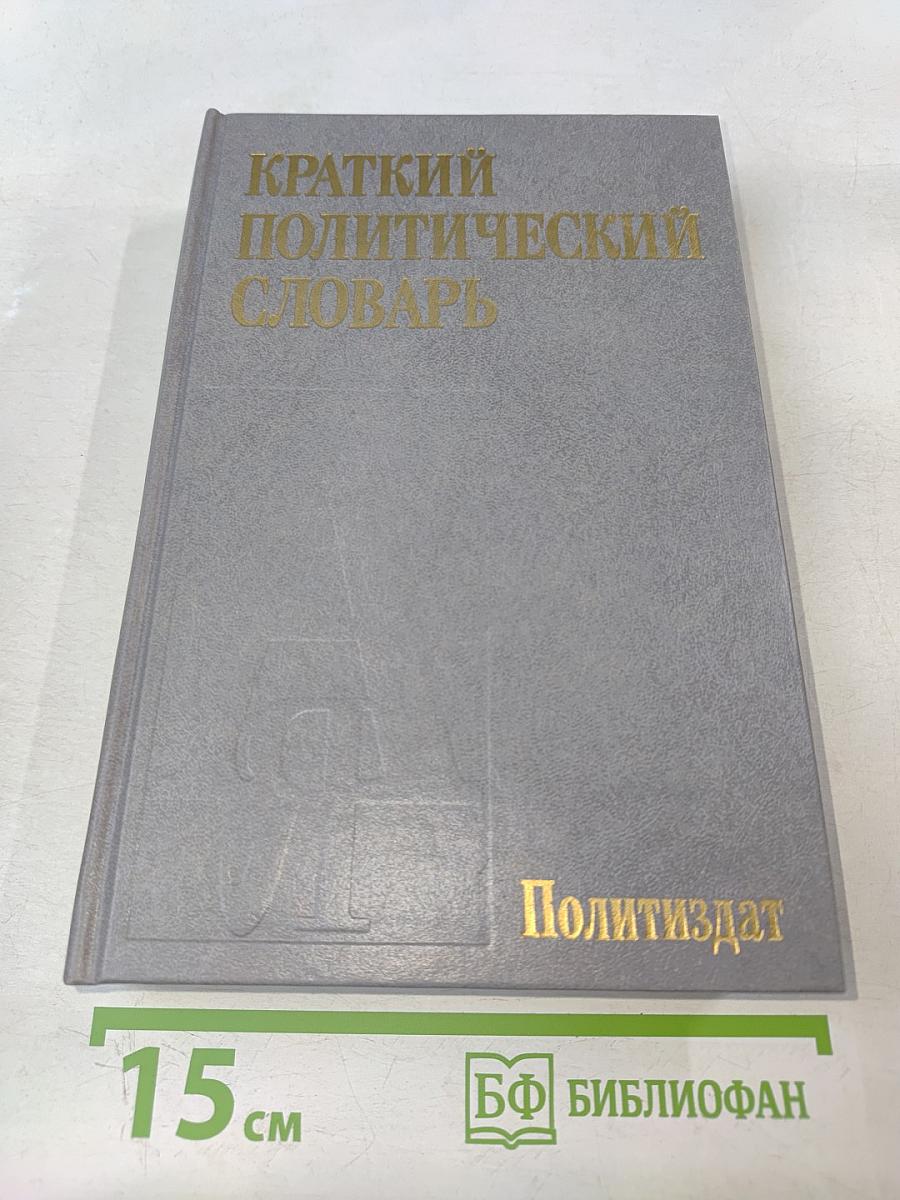 КРАТКИЙ
ПОЛИТИЧЕСКИЙ
СЛОВАРЬ
Политиздат
15 см
БФ БИБЛИОФАН